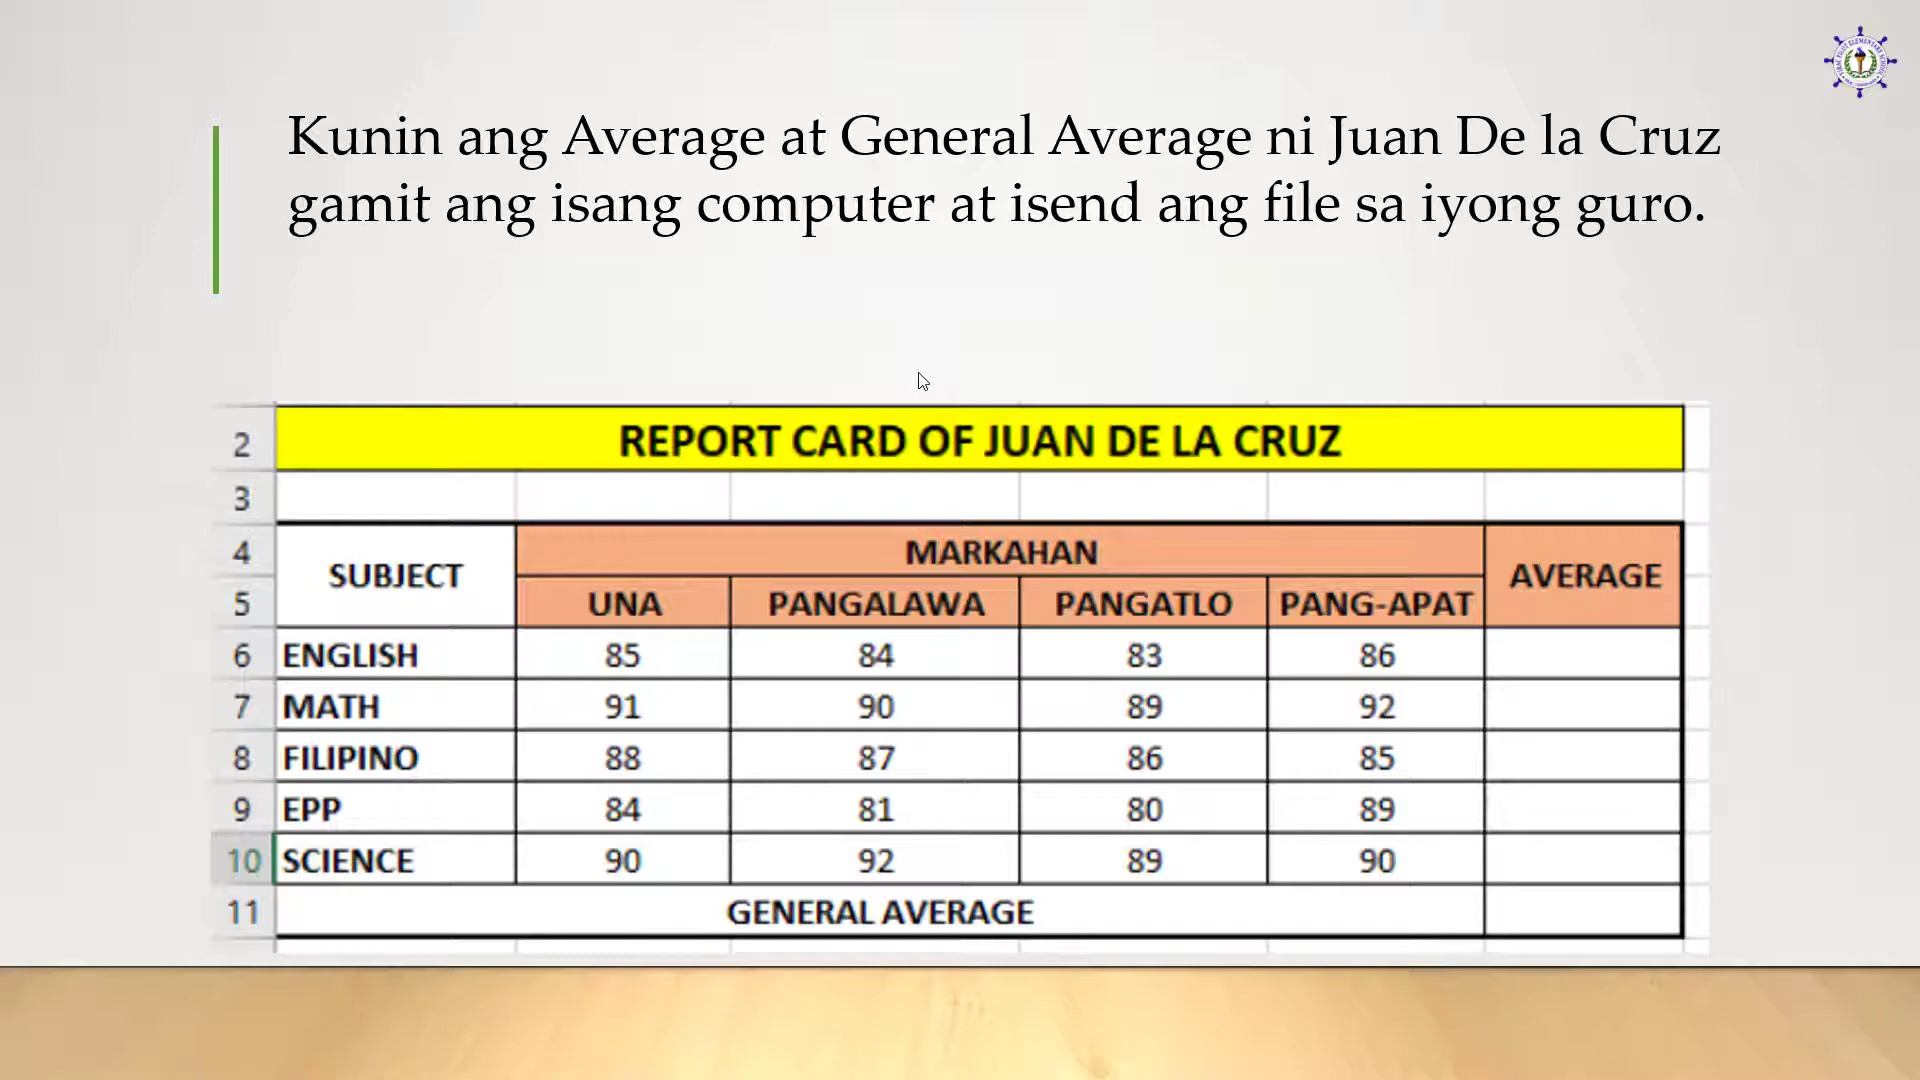 Kunin ang Average at General Average ni Juan De la Cruz
gamit ang isang computer at isend ang file sa iyong guro.
2 REPORT CARD OF JUAN DE LA CRUZ
3
4 SUBJECT MARKAHAN AVERAGE
5 UNA PANGALAWA PANGATLO PANG-APAT
6 ENGLISH 85 84 83 86
7 MATH 91 90 89 92
8 FILIPINO 88 87 86 85
9 EPP 84 81 80 89
10 SCIENCE 90 92 89 90
11 GENERAL AVERAGE